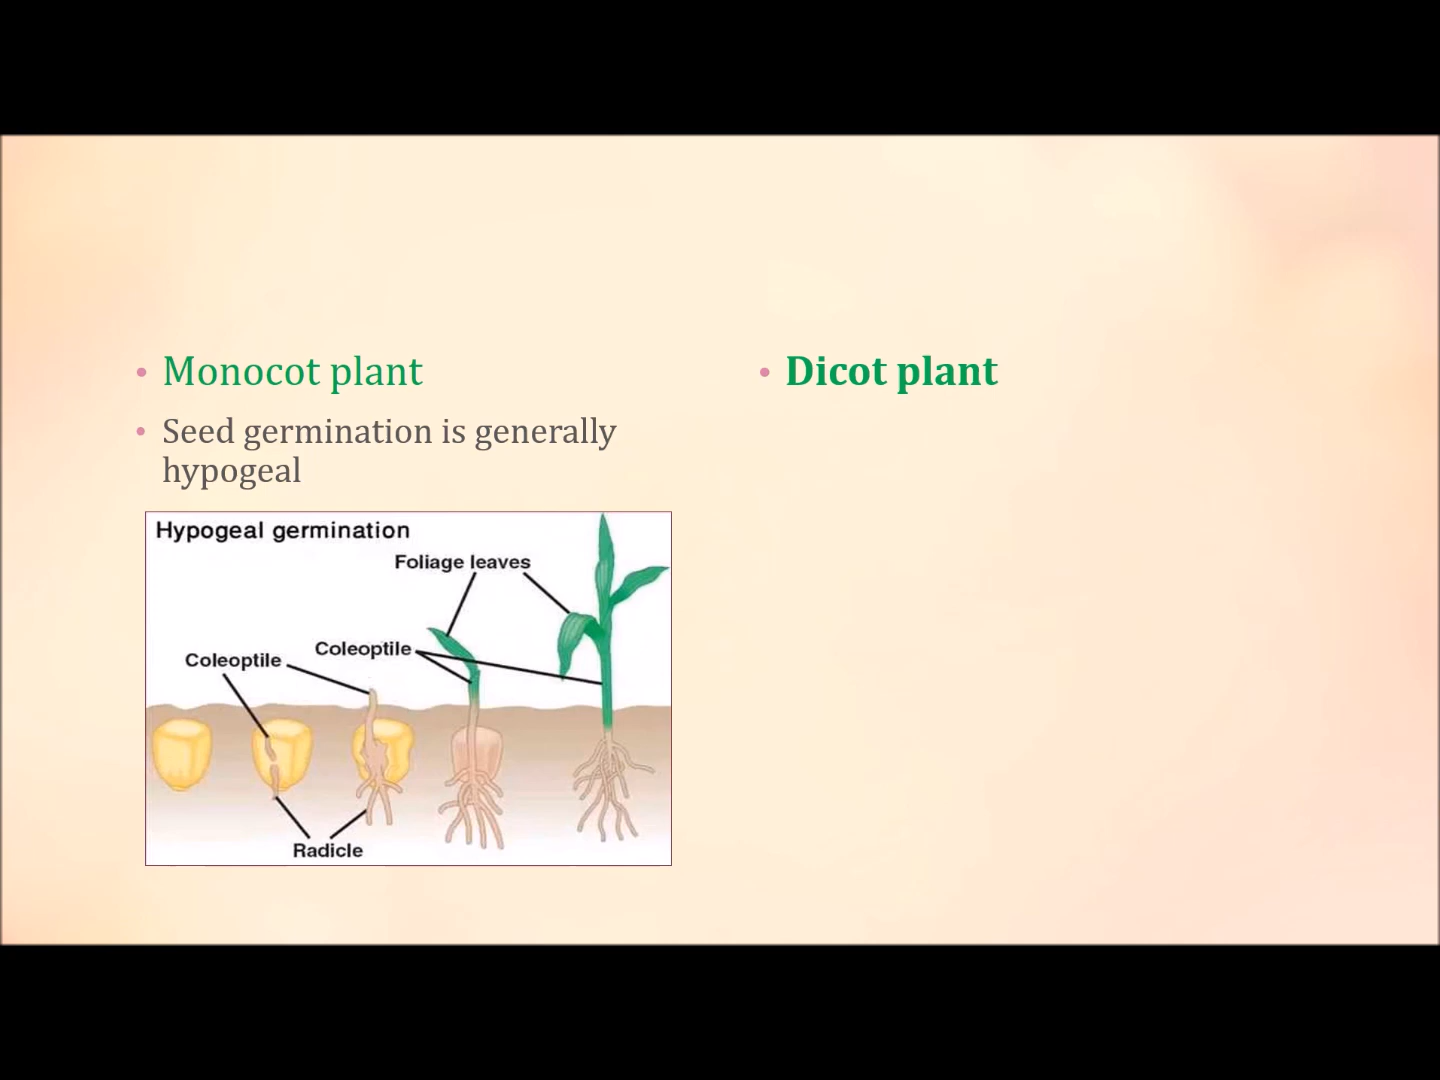 • Monocot plant
• Seed germination is generally
hypogeal
Hypogeal germination
Foliage leaves
Coleoptile
Coleoptile
Radicle
• Dicot plant